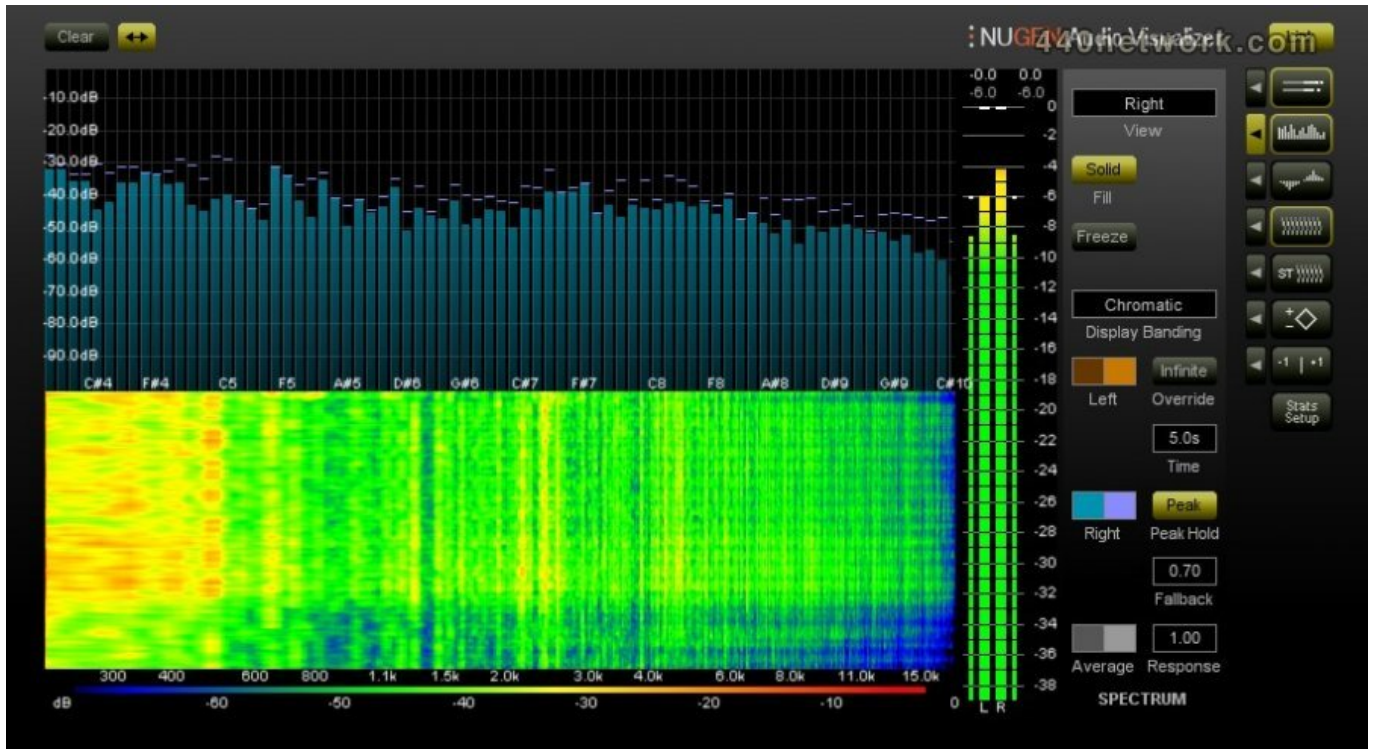 Clear
NUGEN Audio Visualizer
440network.com
-0.0 0.0
-6.0 -6.0
-10.0dB
-20.0dB
-30.0dB
-40.0dB
-50.0dB
-60.0dB
-70.0dB
-80.0dB
-90.0dB
C#4 F#4 C5 F5 A#5 D#6 G#6 C#7 F#7 C8 F8 A#8 D#9 G#9 C#10
0
-2
-4
-6
-8
-10
-12
-14
-16
-18
-20
-22
-24
-26
-28
-30
-32
-34
-36
-38
L R
300 400 600 800 1.1k 1.5k 2.0k 3.0k 4.0k 6.0k 8.0k 11.0k 15.0k
dB -60 -50 -40 -30 -20 -10 0
Right
View
Solid
Fill
Freeze
Chromatic
Display Banding
Infinite
Left Override
5.0s
Time
Peak
Right Peak Hold
0.70
Fallback
1.00
Average Response
SPECTRUM
ST
+
-
-1 | +1
Stats
Setup